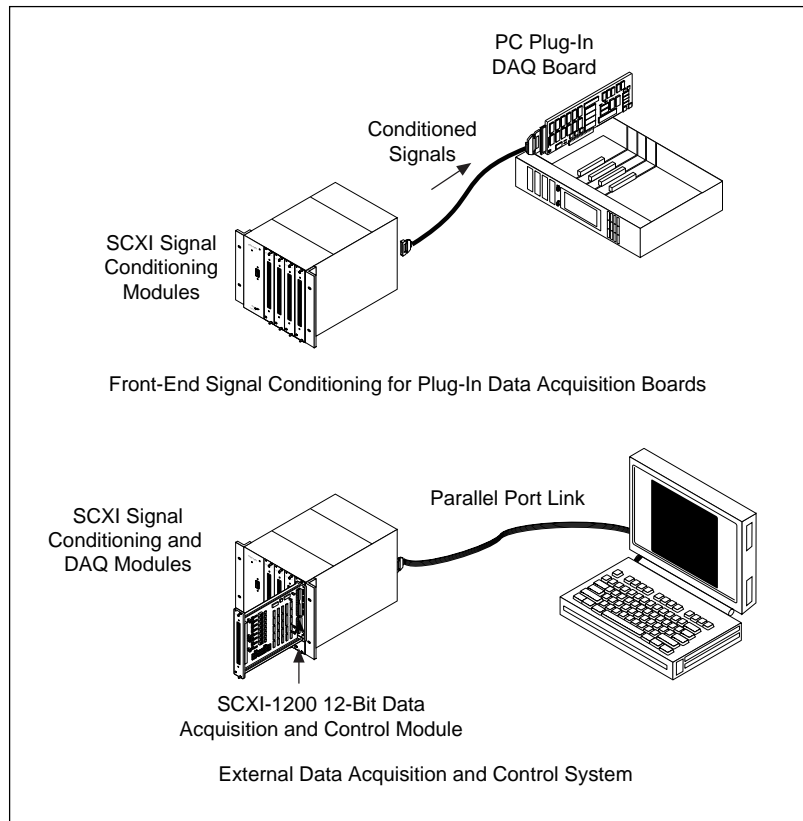 PC Plug-In
DAQ Board
Conditioned
Signals
SCXI Signal
Conditioning
Modules
Front-End Signal Conditioning for Plug-In Data Acquisition Boards
Parallel Port Link
SCXI Signal
Conditioning and
DAQ Modules
SCXI-1200 12-Bit Data
Acquisition and Control Module
External Data Acquisition and Control System